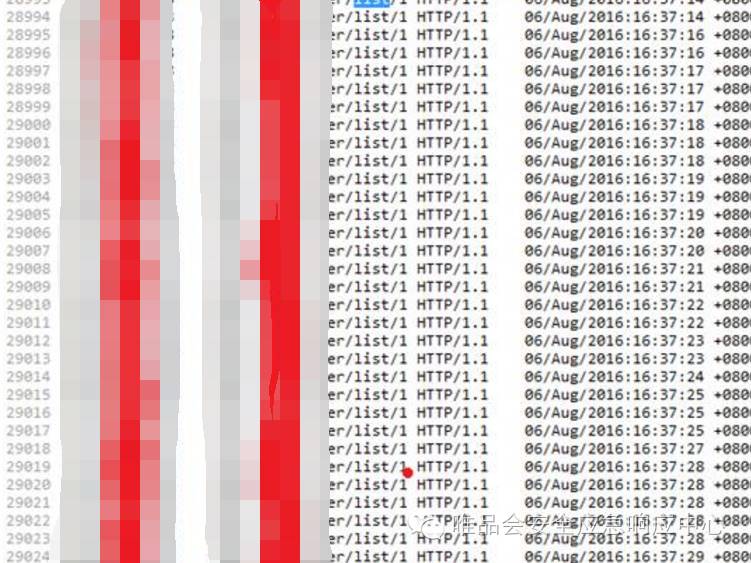 28993 er/list/1 HTTP/1.1 06/Aug/2016:16:37:14 +080
28994 er/list/1 HTTP/1.1 06/Aug/2016:16:37:14 +080
28995 er/list/1 HTTP/1.1 06/Aug/2016:16:37:16 +080
28996 er/list/1 HTTP/1.1 06/Aug/2016:16:37:16 +080
28997 er/list/1 HTTP/1.1 06/Aug/2016:16:37:17 +080
28998 er/list/1 HTTP/1.1 06/Aug/2016:16:37:17 +080
28999 er/list/1 HTTP/1.1 06/Aug/2016:16:37:17 +080
29000 er/list/1 HTTP/1.1 06/Aug/2016:16:37:18 +080
29001 er/list/1 HTTP/1.1 06/Aug/2016:16:37:18 +080
29002 er/list/1 HTTP/1.1 06/Aug/2016:16:37:18 +080
29003 er/list/1 HTTP/1.1 06/Aug/2016:16:37:19 +080
29004 er/list/1 HTTP/1.1 06/Aug/2016:16:37:19 +080
29005 er/list/1 HTTP/1.1 06/Aug/2016:16:37:19 +080
29006 er/list/1 HTTP/1.1 06/Aug/2016:16:37:20 +080
29007 er/list/1 HTTP/1.1 06/Aug/2016:16:37:20 +080
29008 er/list/1 HTTP/1.1 06/Aug/2016:16:37:21 +080
29009 er/list/1 HTTP/1.1 06/Aug/2016:16:37:21 +080
29010 er/list/1 HTTP/1.1 06/Aug/2016:16:37:22 +080
29011 er/list/1 HTTP/1.1 06/Aug/2016:16:37:22 +080
29012 er/list/1 HTTP/1.1 06/Aug/2016:16:37:23 +080
29013 er/list/1 HTTP/1.1 06/Aug/2016:16:37:23 +080
29014 er/list/1 HTTP/1.1 06/Aug/2016:16:37:24 +080
29015 er/list/1 HTTP/1.1 06/Aug/2016:16:37:25 +080
29016 er/list/1 HTTP/1.1 06/Aug/2016:16:37:25 +080
29017 er/list/1 HTTP/1.1 06/Aug/2016:16:37:25 +080
29018 er/list/1 HTTP/1.1 06/Aug/2016:16:37:27 +080
29019 er/list/1 HTTP/1.1 06/Aug/2016:16:37:28 +080
29020 er/list/1 HTTP/1.1 06/Aug/2016:16:37:28 +080
29021 er/list/1 HTTP/1.1 06/Aug/2016:16:37:28 +080
29022 er/list/1 HTTP/1.1 06/Aug/2016:16:37:28 +080
唯品会安全应急响应中心
29023 er/list/1 HTTP/1.1 06/Aug/2016:16:37:28 +080
29024 er/list/1 HTTP/1.1 06/Aug/2016:16:37:29 +080